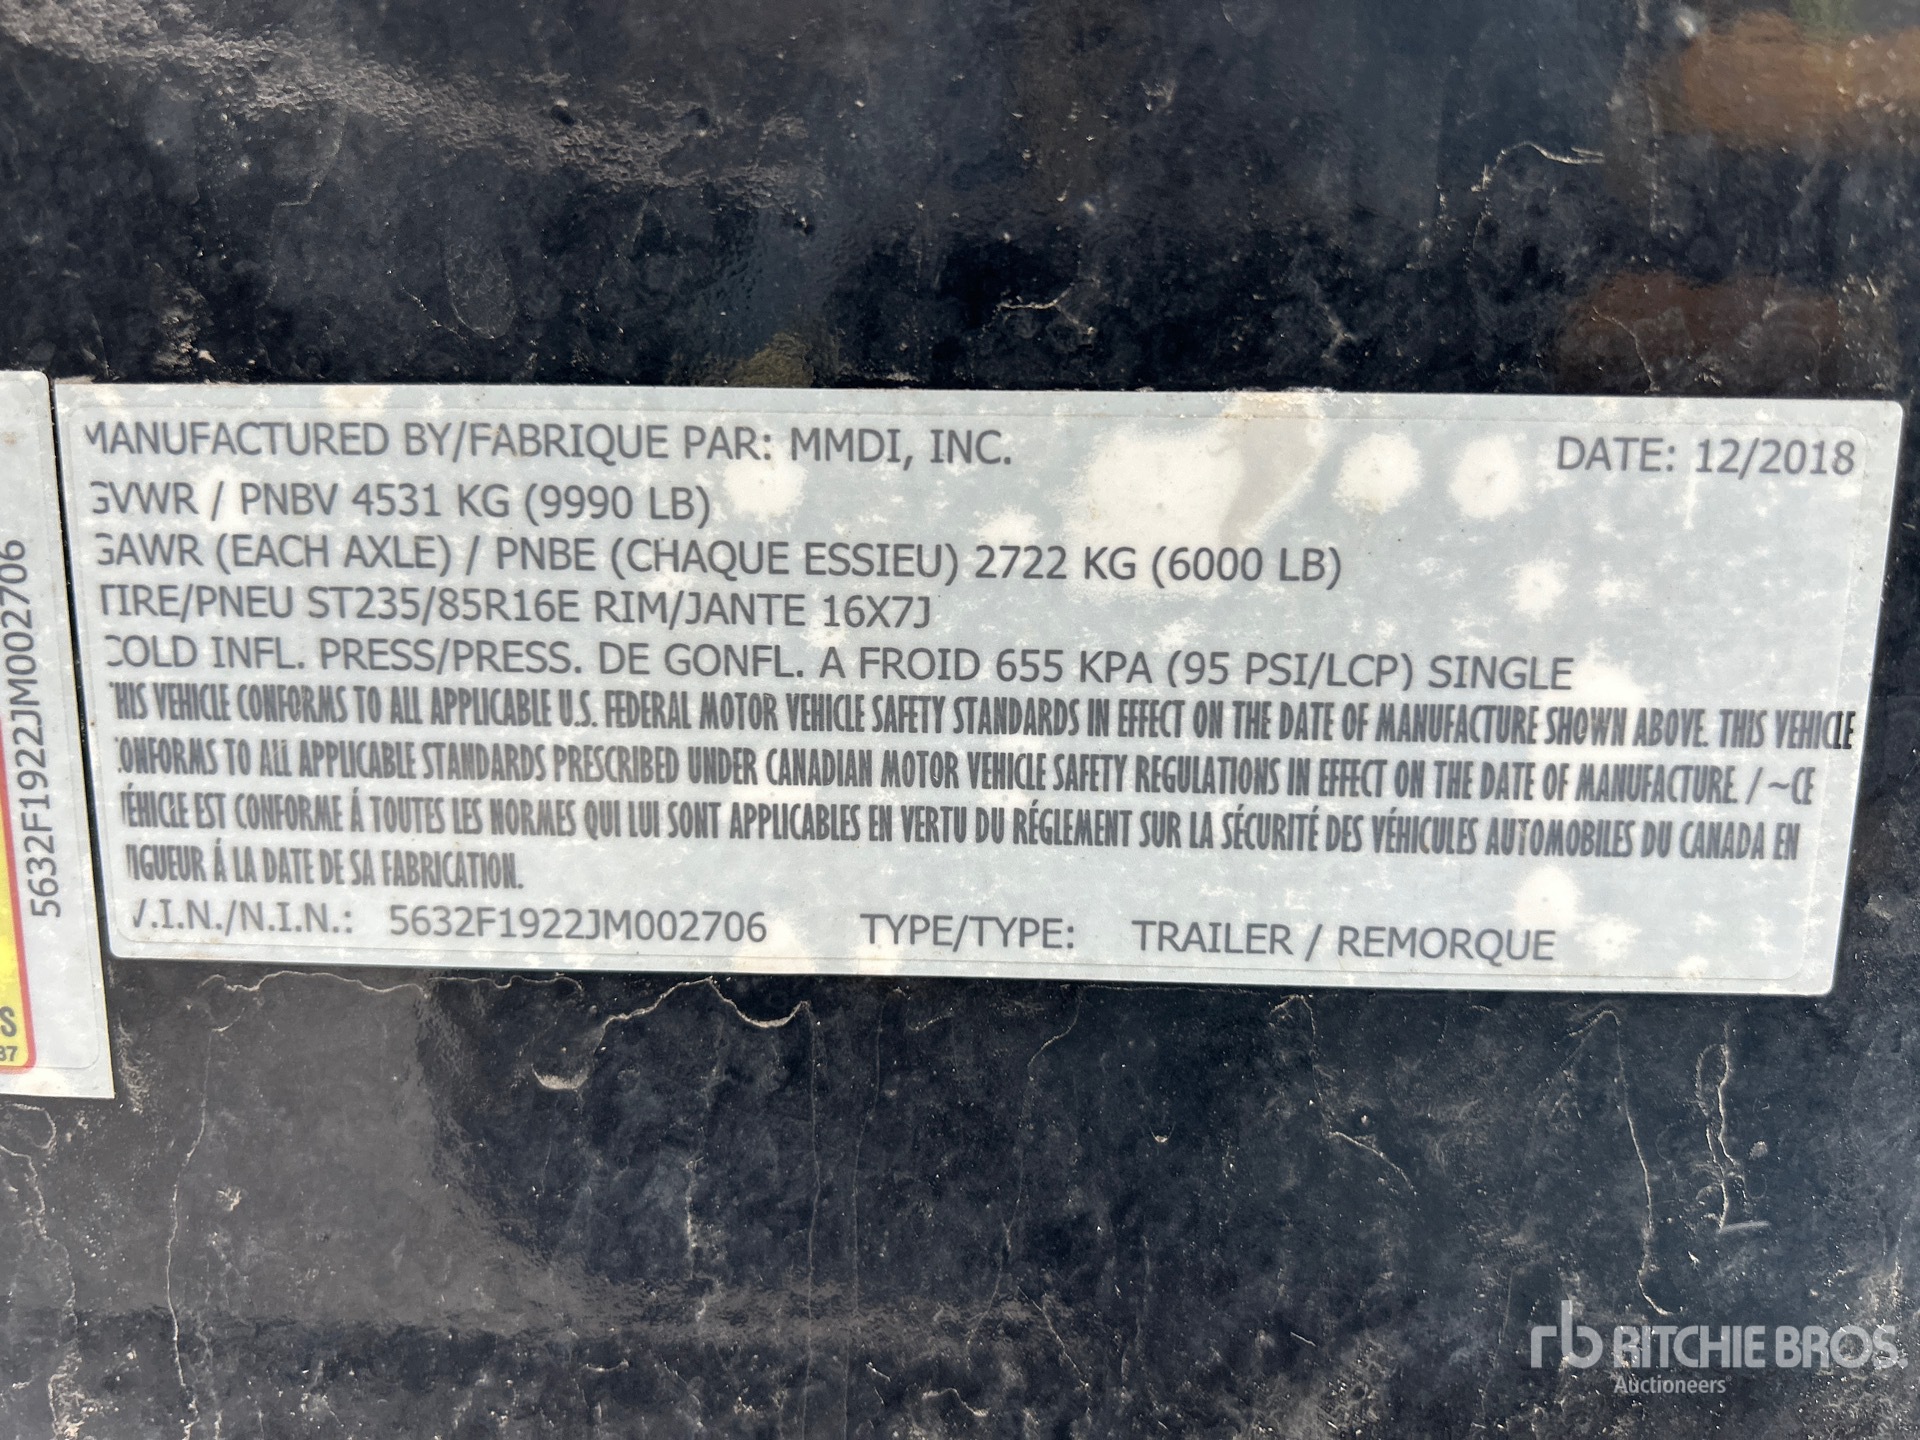 MANUFACTURED BY/FABRIQUE PAR: MMDI, INC. DATE: 12/2018
GVWR / PNBV 4531 KG (9990 LB)
GAWR (EACH AXLE) / PNBE (CHAQUE ESSIEU) 2722 KG (6000 LB)
TIRE/PNEU ST235/85R16E RIM/JANTE 16X7J
COLD INFL. PRESS/PRESS. DE GONFL. A FROID 655 KPA (95 PSI/LCP) SINGLE
THIS VEHICLE CONFORMS TO ALL APPLICABLE U.S. FEDERAL MOTOR VEHICLE SAFETY STANDARDS IN EFFECT ON THE DATE OF MANUFACTURE SHOWN ABOVE. THIS VEHICLE
CONFORMS TO ALL APPLICABLE STANDARDS PRESCRIBED UNDER CANADIAN MOTOR VEHICLE SAFETY REGULATIONS IN EFFECT ON THE DATE OF MANUFACTURE. / ~CE
VÉHICLE EST CONFORME Á TOUTES LES NORMES QUI LUI SONT APPLICABLES EN VERTU DU RÉGLEMENT SUR LA SÉCURITÉ DES VÉHICULES AUTOMOBILES DU CANADA EN
VIGUEUR Á LA DATE DE SA FABRICATION.
V.I.N./N.I.N.: 5632F1922JM002706 TYPE/TYPE: TRAILER / REMORQUE
5632F1922JM002706
S
37
rb RITCHIE BROS.
Auctioneers